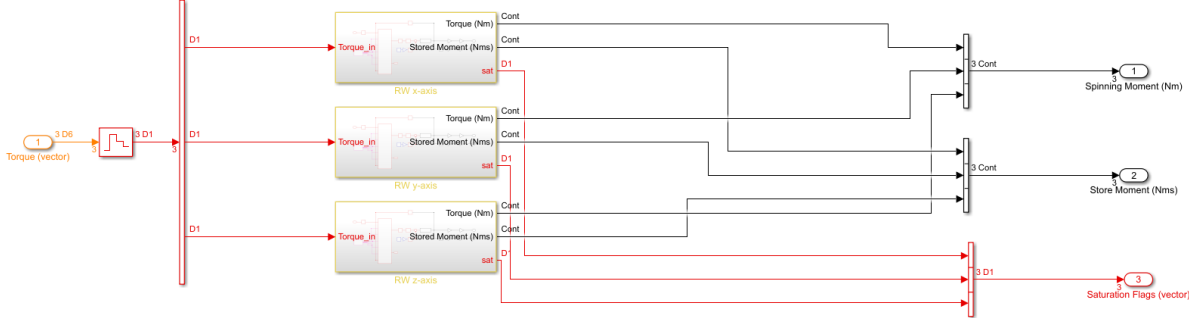 D1
Torque_in
Torque (Nm)
Stored Moment (Nms)
sat
Cont
Cont
D1
RW x-axis
3 Cont
1
3
Spinning Moment (Nm)
1
3 D6
3
Torque (vector)
3 D1
3
D1
Torque_in
Torque (Nm)
Stored Moment (Nms)
sat
Cont
Cont
D1
RW y-axis
3 Cont
2
3
Store Moment (Nms)
D1
Torque_in
Torque (Nm)
Stored Moment (Nms)
sat
Cont
Cont
D1
RW z-axis
3 D1
3
3
Saturation Flags (vector)